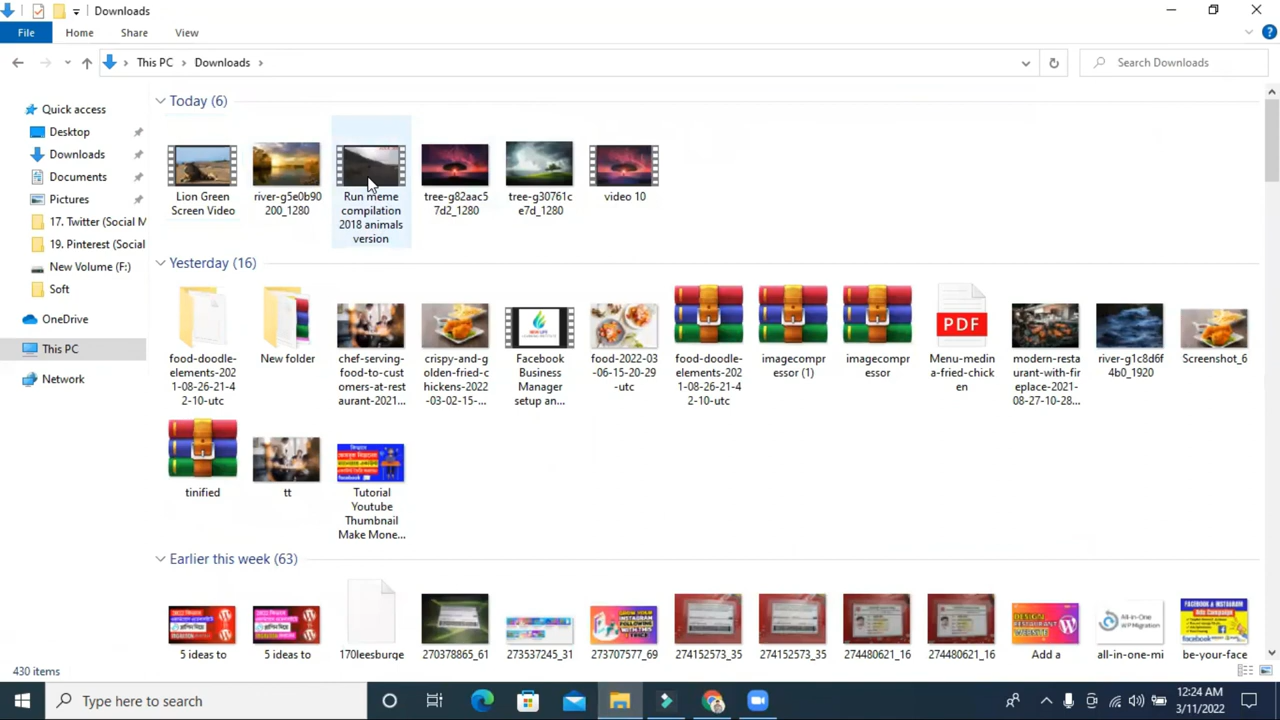 Downloads
File
Home
Share
View
This PC
Downloads
Search Downloads
Quick access
Desktop
Downloads
Documents
Pictures
17. Twitter (Social M
19. Pinterest (Social
New Volume (F:)
Soft
OneDrive
This PC
Network
Today (6)
Lion Green
Screen Video
river-g5e0b90
200_1280
Run meme
compilation
2018 animals
version
tree-g82aac5
7d2_1280
tree-g30761c
e7d_1280
video 10
Yesterday (16)
food-doodle-
elements-202
1-08-26-21-4
2-10-utc
New folder
chef-serving-
food-to-cust
omers-at-rest
aurant-2021...
crispy-and-g
olden-fried-c
hickens-2022
-03-02-15-...
Facebook
Business
Manager
setup an...
food-2022-03
-06-15-20-29
-utc
food-doodle-
elements-202
1-08-26-21-4
2-10-utc
imagecompr
essor (1)
imagecompr
essor
PDF
Menu-medin
a-fried-chick
en
modern-resta
urant-with-fir
eplace-2021-
08-27-10-28...
river-g1c8d6f
4b0_1920
Screenshot_6
tinified
tt
Tutorial
Youtube
Thumbnail
Make Mone...
Earlier this week (63)
5 ideas to
5 ideas to
170leesburge
270378865_61
273537245_31
273707577_69
274152573_35
274152573_35
274480621_16
274480621_16
Add a
all-in-one-mi
be-your-face
430 items
Type here to search
12:24 AM
3/11/2022